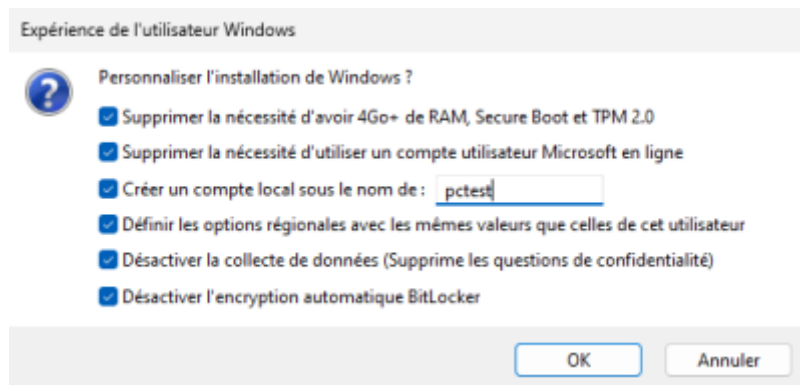 Expérience de l'utilisateur Windows
Personnaliser l'installation de Windows ?
Supprimer la nécessité d'avoir 4Go+ de RAM, Secure Boot et TPM 2.0
Supprimer la nécessité d'utiliser un compte utilisateur Microsoft en ligne
Créer un compte local sous le nom de : pctest
Définir les options régionales avec les mêmes valeurs que celles de cet utilisateur
Désactiver la collecte de données (Supprime les questions de confidentialité)
Désactiver l'encryption automatique BitLocker
OK Annuler